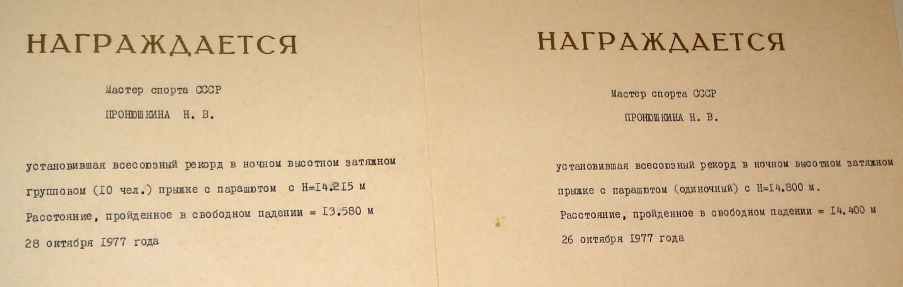 НАГРАЖДАЕТСЯ
Мастер спорта СССР
ПРОНЮШКИНА Н. В.
установившая всесоюзный рекорд в ночном высотном затяжном
групповом (10 чел.) прыжке с парашютом с Н=14.215 м
Расстояние, пройденное в свободном падении = 13.580 м
28 октября 1977 года
НАГРАЖДАЕТСЯ
Мастер спорта СССР
ПРОНЮШКИНА Н. В.
установившая всесоюзный рекорд в ночном высотном затяжном
прыжке с парашютом (одиночный) с Н=14.800 м.
Расстояние, пройденное в свободном падении = 14.400 м
26 октября 1977 года